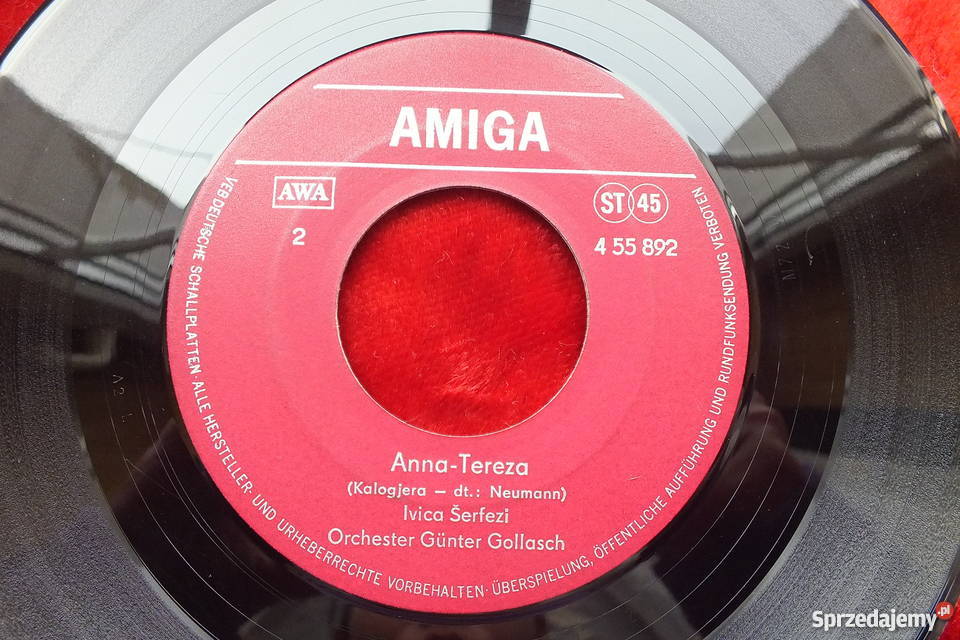 AMIGA
AWA
ST 45
2
4 55 892
Anna-Tereza
(Kalogjera – dt.: Neumann)
Ivica Šerfezi
Orchester Günter Gollasch
VEB DEUTSCHE SCHALLPLATTEN · ALLE HERSTELLER- UND URHEBERRECHTE VORBEHALTEN · ÜBERSPIELUNG, ÖFFENTLICHE AUFFÜHRUNG UND RUNDFUNKSENDUNG VERBOTEN
Sprzedajemy.pl